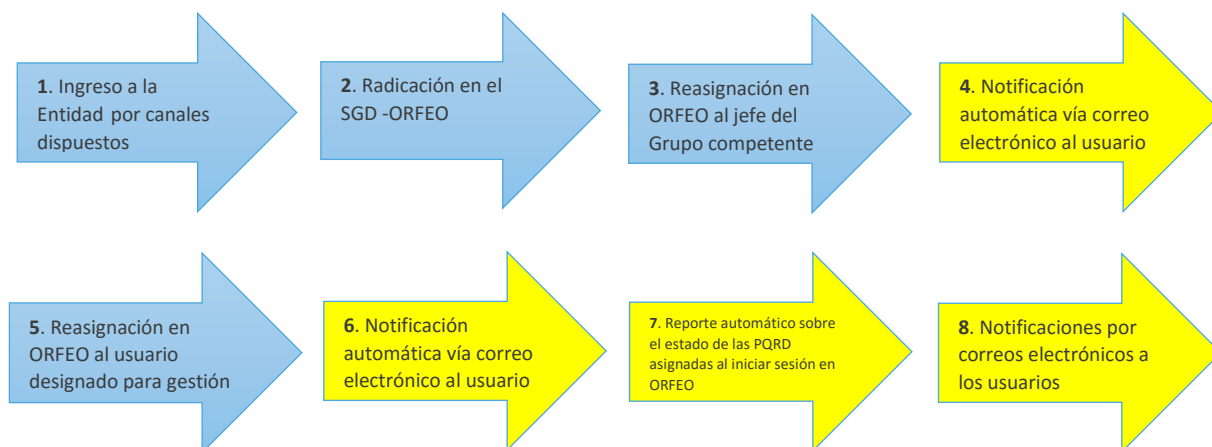 1. Ingreso a la
Entidad por canales
dispuestos
2. Radicación en el
SGD -ORFEO
3. Reasignación en
ORFEO al jefe del
Grupo competente
4. Notificación
automática vía correo
electrónico al usuario
5. Reasignación en
ORFEO al usuario
designado para gestión
6. Notificación
automática vía correo
electrónico al usuario
7. Reporte automático sobre
el estado de las PQRD
asignadas al iniciar sesión en
ORFEO
8. Notificaciones por
correos electrónicos a
los usuarios